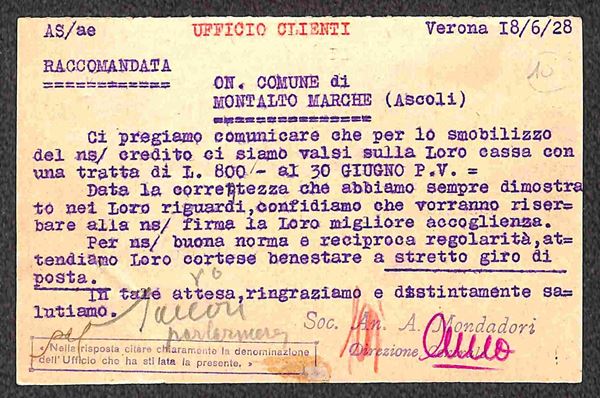 AS/ae UFFICIO CLIENTI Verona I8/6/28
RACCOMANDATA
10
ON. COMUNE di
MONTALTO MARCHE (Ascoli)
Ci pregiamo comunicare che per lo smobilizzo
del ns/ credito ci siamo valsi sulla Loro cassa con
una tratta di L. 800/- al 30 GIUGNO P.V. =
Data la correttezza che abbiamo sempre dimostra
to nei Loro riguardi,confidiamo che vorranno riser=
bare alla ns/ firma la Loro migliore accoglienza.
Per ns/ buona norma e reciproca regolarità,at=
tendiamo Loro cortese benestare a stretto giro di
posta.
In tale attesa,ringraziamo e distintamente sa=
lutiamo.
Soc. An. A. Mondadori
Direzione
« Nella risposta citere chiaramente la denominazione
dell'Ufficio che ha stilata la presente. »